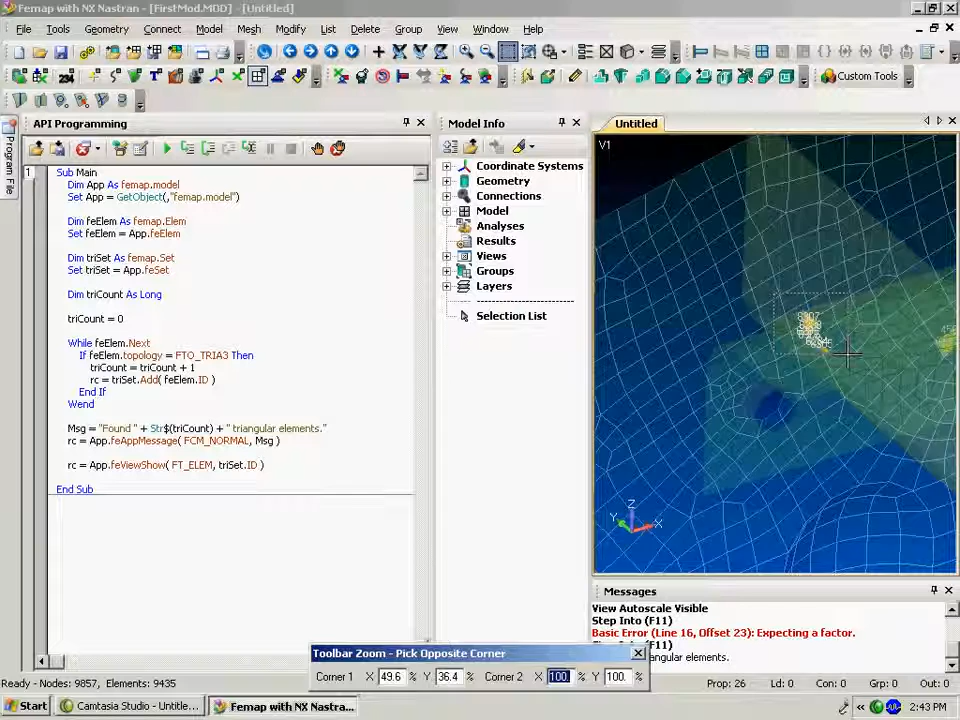 Femap with NX Nastran - [FirstMod.MOD] - [Untitled]
File Tools Geometry Connect Model Mesh Modify List Delete Group View Window Help
Custom Tools
API Programming
Model Info
Untitled
Program File
1
Sub Main
Dim App As femap.model
Set App = GetObject(,"femap.model")
Dim feElem As femap.Elem
Set feElem = App.feElem
Dim triSet As femap.Set
Set triSet = App.feSet
Dim triCount As Long
triCount = 0
While feElem.Next
If feElem.topology = FTO_TRIA3 Then
triCount = triCount + 1
rc = triSet.Add( feElem.ID )
End If
Wend
Msg = "Found " + Str$(triCount) + " triangular elements."
rc = App.feAppMessage( FCM_NORMAL, Msg )
rc = App.feViewShow( FT_ELEM, triSet.ID )
End Sub
Coordinate Systems
Geometry
Connections
Model
Analyses
Results
Views
Groups
Layers
Selection List
V1
Z
Y
X
Messages
View Autoscale Visible
Step Into (F11)
Basic Error (Line 16, Offset 23): Expecting a factor.
(F11)
angular elements.
Toolbar Zoom - Pick Opposite Corner
Corner 1 X 49.6 % Y 36.4 % Corner 2 X 100. % Y 100. %
Ready - Nodes: 9857, Elements: 9435
Prop: 26 Ld: 0 Con: 0 Grp: 0 Out: 0
Start
Camtasia Studio - Untitle...
Femap with NX Nastra...
2:43 PM